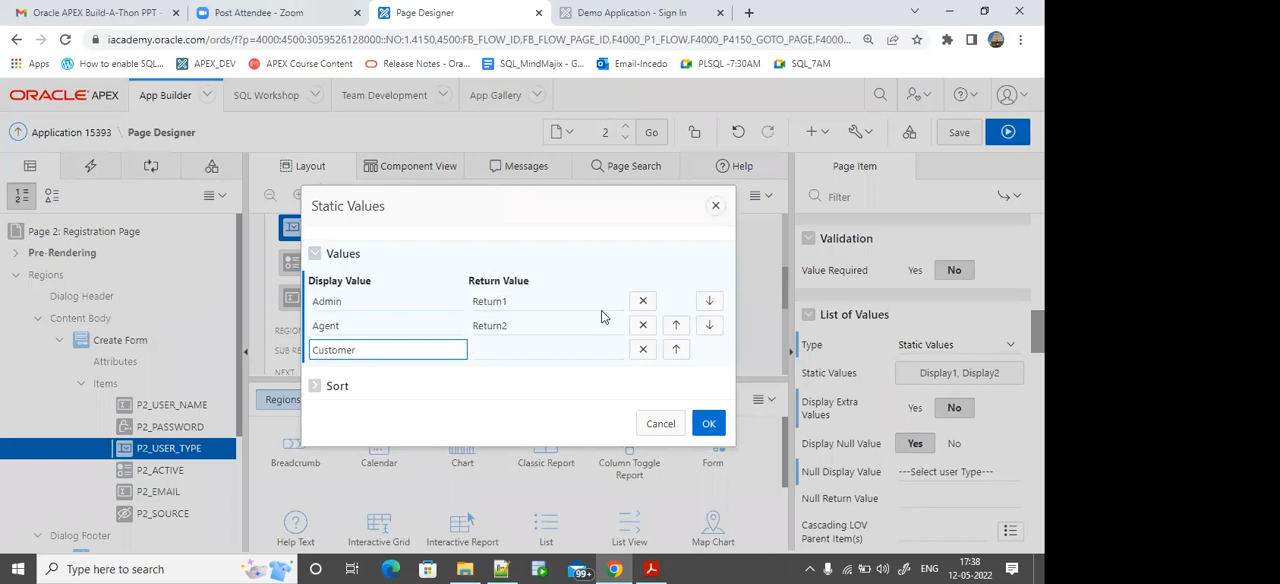 Oracle APEX Build-A-Thon PPT -
Post Attendee - Zoom
Page Designer
Demo Application - Sign In
iacademy.oracle.com/ords/f?p=4000:4500:3059526128000::NO:1,4150,4500:FB_FLOW_ID,FB_FLOW_PAGE_ID,F4000_P1_FLOW,F4000_P4150_GOTO_PAGE,F4000...
Apps
How to enable SQL...
APEX_DEV
APEX Course Content
Release Notes - Ora...
SQL_MindMajix - G...
Email-Incedo
PLSQL -7:30AM
SQL_7AM
ORACLE APEX
App Builder
SQL Workshop
Team Development
App Gallery
Application 15393 \ Page Designer
2
Go
Save
Layout
Component View
Messages
Page Search
Help
Page Item
Filter
Page 2: Registration Page
Pre-Rendering
Regions
Dialog Header
Content Body
Create Form
Attributes
Items
P2_USER_NAME
P2_PASSWORD
P2_USER_TYPE
P2_ACTIVE
P2_EMAIL
P2_SOURCE
Dialog Footer
REGION
SUB RE
NEXT
Regions
Static Values
Values
Display Value Return Value
Admin Return1
Agent Return2
Customer
Sort
Cancel
OK
Breadcrumb
Calendar
Chart
Classic Report
Column Toggle
Report
Form
Help Text
Interactive Grid
Interactive Report
List
List View
Map Chart
Validation
Value Required Yes No
List of Values
Type Static Values
Static Values Display1, Display2
Display Extra
Values Yes No
Display Null Value Yes No
Null Display Value ---Select user Type---
Null Return Value
Cascading LOV
Parent Item(s)
Type here to search
99+
ENG
17:38
12-05-2022